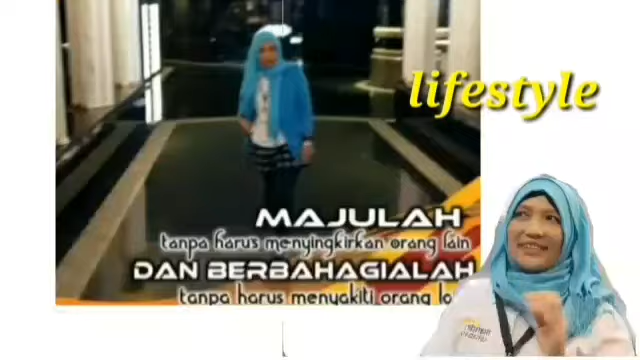 lifestyle
MAJULAH
tanpa harus menyingkirkan orang lain
DAN BERBAHAGIALAH
tanpa harus menyakiti orang